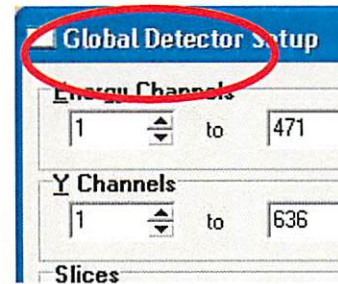 Global Detector Setup
Energy Channels
1 to 471
Y Channels
1 to 636
Slices